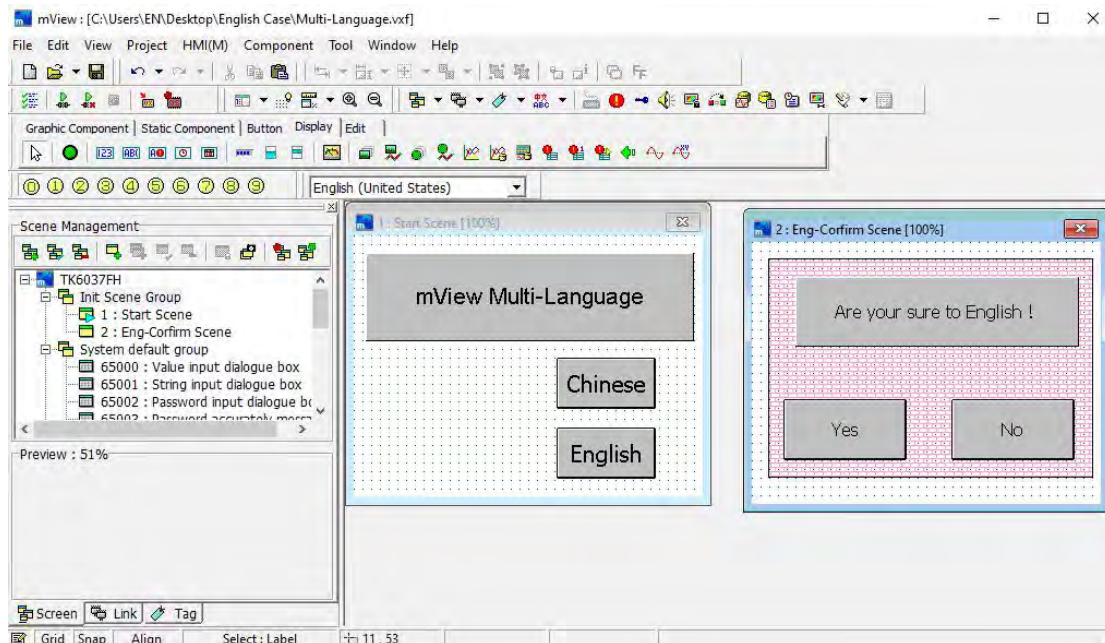 mView : [C:\Users\EN\Desktop\English Case\Multi-Language.vxf]
File Edit View Project HMI(M) Component Tool Window Help
Graphic Component Static Component Button Display Edit
English (United States)
Scene Management
TK6037FH
Init Scene Group
1 : Start Scene
2 : Eng-Corfirm Scene
System default group
65000 : Value input dialogue box
65001 : String input dialogue box
65002 : Password input dialogue bo
Preview : 51%
Screen Link Tag
1 : Start Scene [100%]
mView Multi-Language
Chinese
English
2 : Eng-Corfirm Scene [100%]
Are your sure to English !
Yes No
Grid Snap Align Select : Label 11 , 53